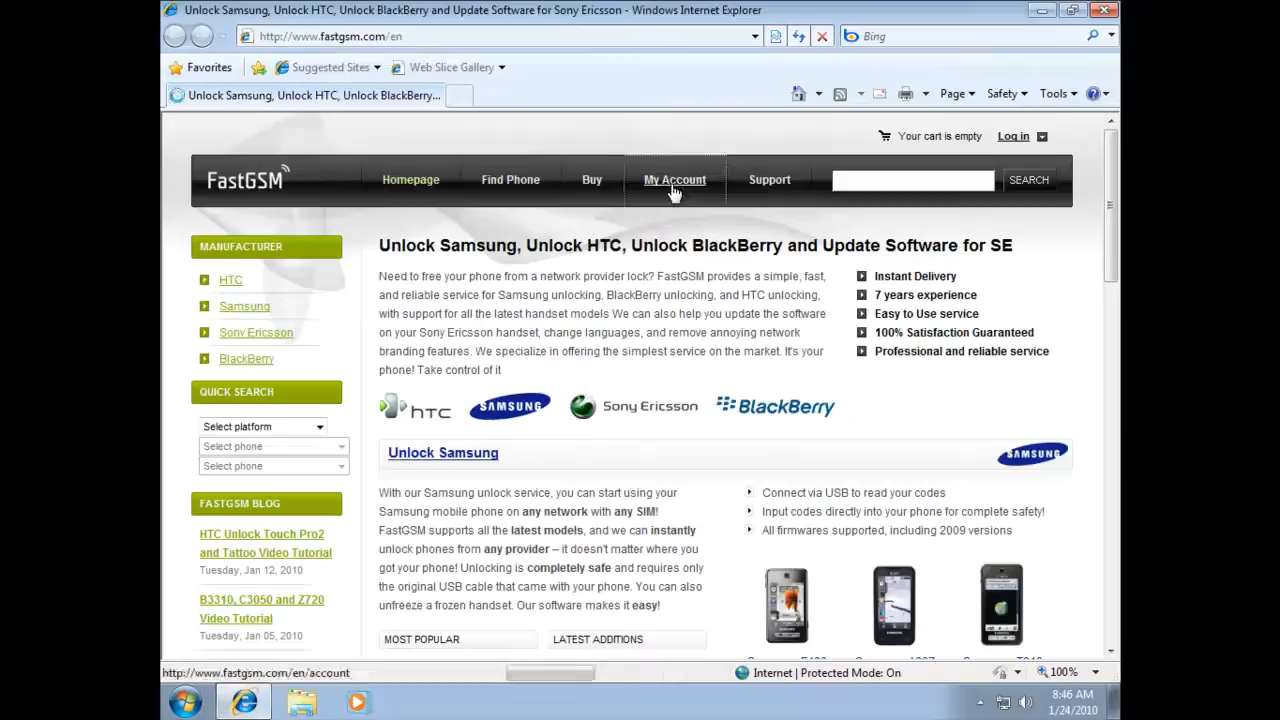 Unlock Samsung, Unlock HTC, Unlock BlackBerry and Update Software for Sony Ericsson - Windows Internet Explorer
http://www.fastgsm.com/en
Bing
Favorites
Suggested Sites
Web Slice Gallery
Unlock Samsung, Unlock HTC, Unlock BlackBerry...
Page
Safety
Tools
Your cart is empty
Log in
FastGSM
Homepage
Find Phone
Buy
My Account
Support
SEARCH
MANUFACTURER
HTC
Samsung
Sony Ericsson
BlackBerry
QUICK SEARCH
Select platform
Select phone
Select phone
FASTGSM BLOG
HTC Unlock Touch Pro2
and Tattoo Video Tutorial
Tuesday, Jan 12, 2010
B3310, C3050 and Z720
Video Tutorial
Tuesday, Jan 05, 2010
Unlock Samsung, Unlock HTC, Unlock BlackBerry and Update Software for SE
Need to free your phone from a network provider lock? FastGSM provides a simple, fast,
and reliable service for Samsung unlocking, BlackBerry unlocking, and HTC unlocking,
with support for all the latest handset models We can also help you update the software
on your Sony Ericsson handset, change languages, and remove annoying network
branding features. We specialize in offering the simplest service on the market. It's your
phone! Take control of it
Instant Delivery
7 years experience
Easy to Use service
100% Satisfaction Guaranteed
Professional and reliable service
hTC
SAMSUNG
Sony Ericsson
BlackBerry
Unlock Samsung
SAMSUNG
With our Samsung unlock service, you can start using your
Samsung mobile phone on any network with any SIM!
FastGSM supports all the latest models, and we can instantly
unlock phones from any provider – it doesn't matter where you
got your phone! Unlocking is completely safe and requires only
the original USB cable that came with your phone. You can also
unfreeze a frozen handset. Our software makes it easy!
Connect via USB to read your codes
Input codes directly into your phone for complete safety!
All firmwares supported, including 2009 versions
MOST POPULAR
LATEST ADDITIONS
http://www.fastgsm.com/en/account
Internet | Protected Mode: On
100%
8:46 AM
1/24/2010